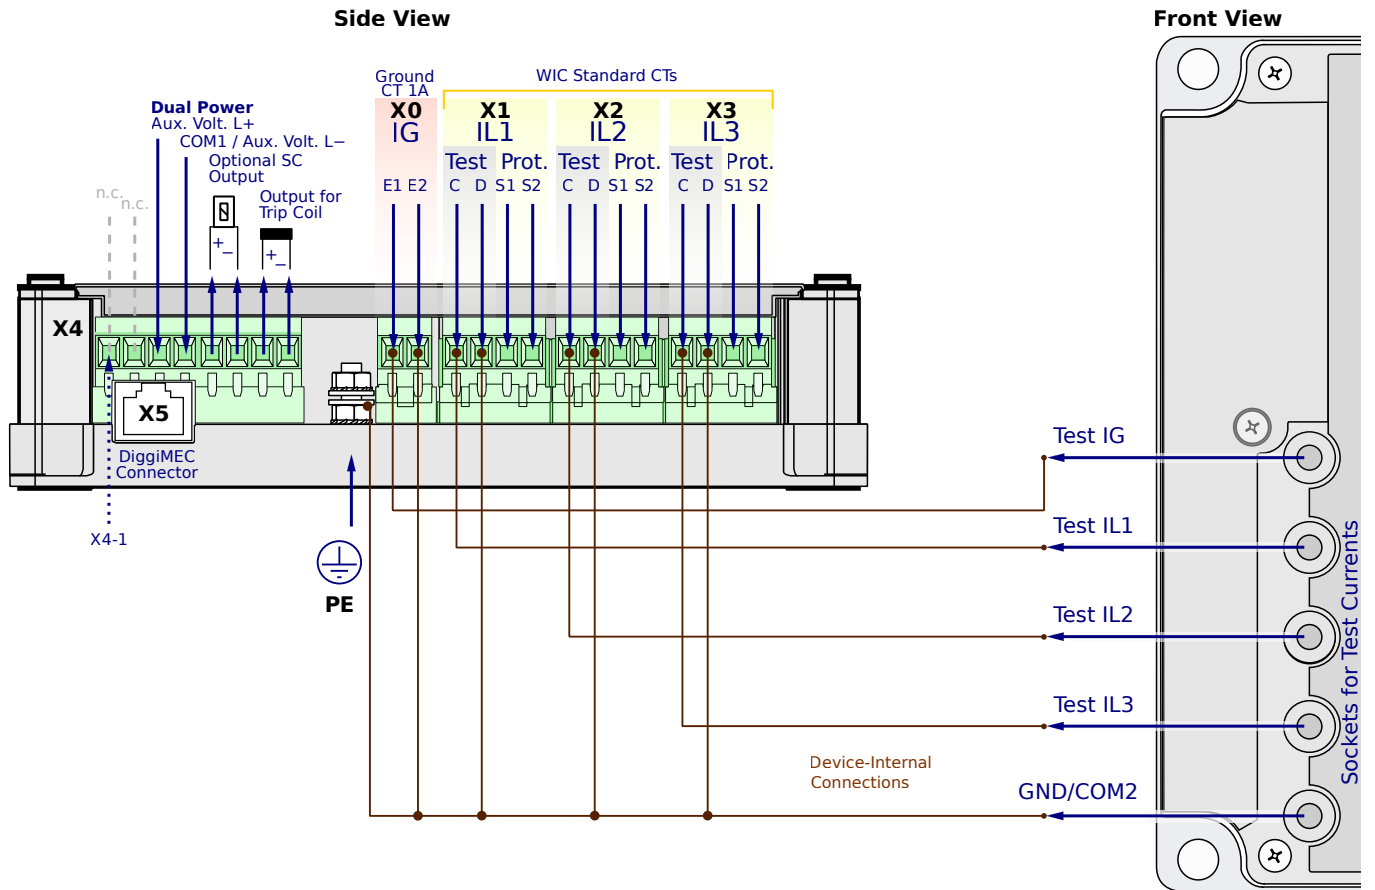 Side View
Front View
Ground
CT 1A
WIC Standard CTs
Dual Power
Aux. Volt. L+
COM1 / Aux. Volt. L−
Optional SC
Output
Output for
Trip Coil
n.c.
n.c.
+
−
+
−
X0
IG
E1 E2
X1
IL1
Test Prot.
C D S1 S2
X2
IL2
Test Prot.
C D S1 S2
X3
IL3
Test Prot.
C D S1 S2
X4
X5
DiggiMEC
Connector
X4-1
PE
Test IG
Test IL1
Test IL2
Test IL3
GND/COM2
Device-Internal
Connections
Sockets for Test Currents